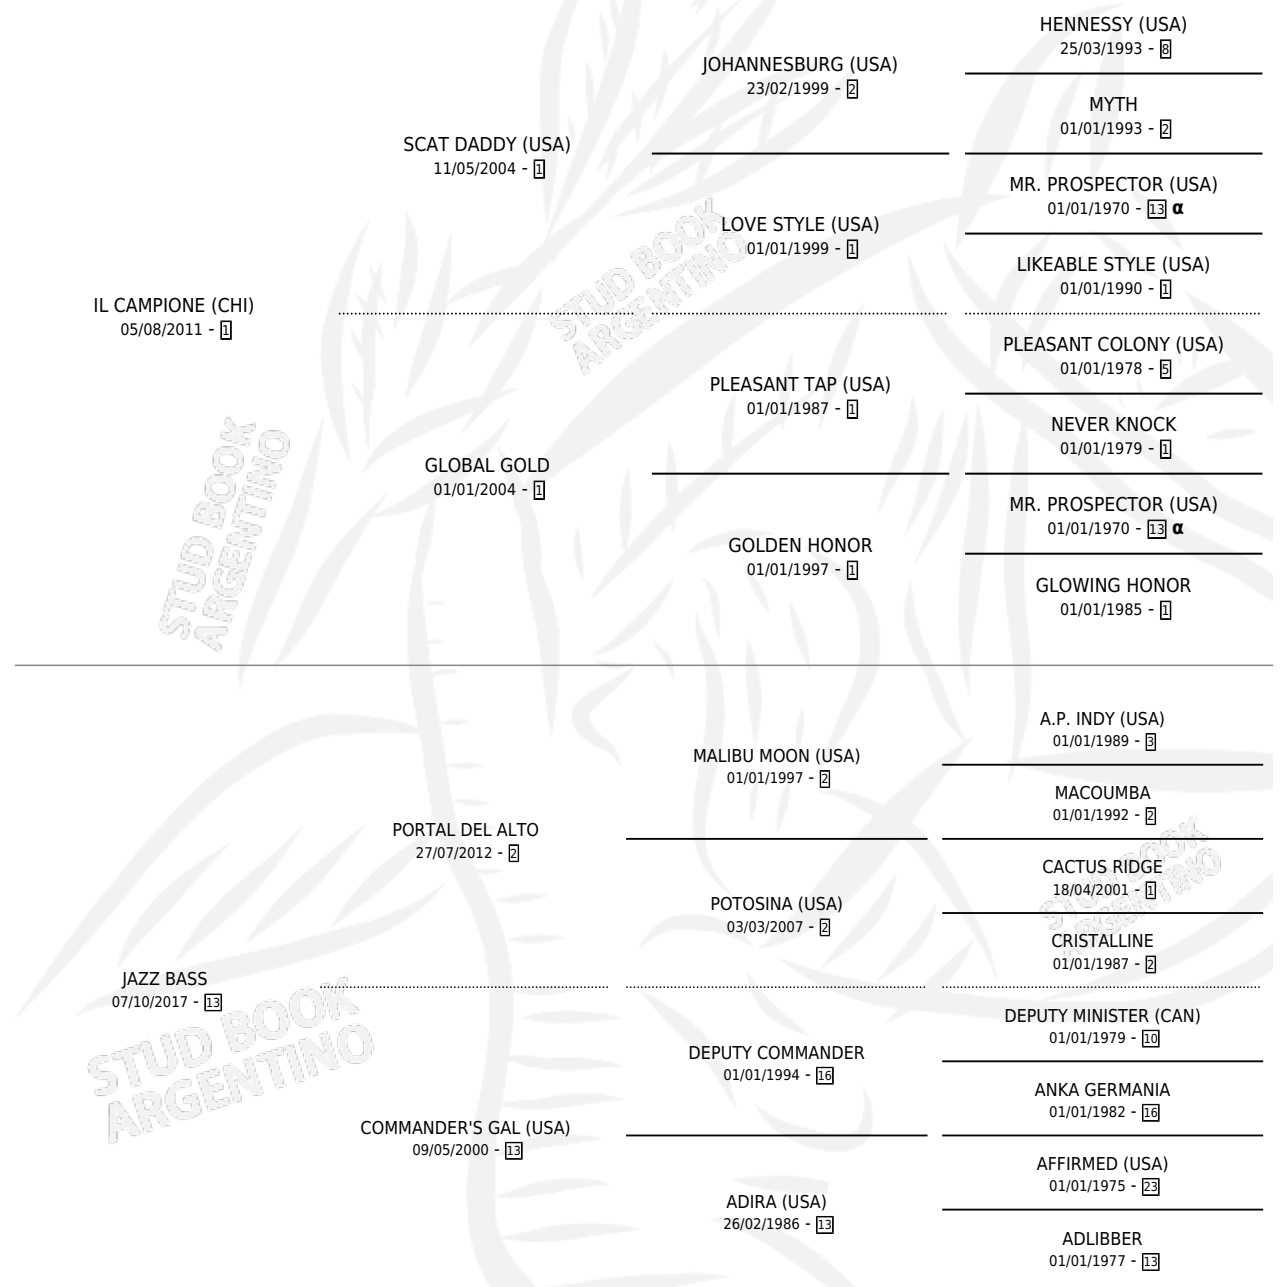 HENNESSY (USA)
25/03/1993 - 8
JOHANNESBURG (USA)
23/02/1999 - 2
MYTH
01/01/1993 - 2
SCAT DADDY (USA)
11/05/2004 - 1
MR. PROSPECTOR (USA)
01/01/1970 - 13 α
LOVE STYLE (USA)
01/01/1999 - 1
LIKEABLE STYLE (USA)
01/01/1990 - 1
IL CAMPIONE (CHI)
05/08/2011 - 1
PLEASANT COLONY (USA)
01/01/1978 - 5
PLEASANT TAP (USA)
01/01/1987 - 1
NEVER KNOCK
01/01/1979 - 1
GLOBAL GOLD
01/01/2004 - 1
MR. PROSPECTOR (USA)
01/01/1970 - 13 α
GOLDEN HONOR
01/01/1997 - 1
GLOWING HONOR
01/01/1985 - 1
A.P. INDY (USA)
01/01/1989 - 3
MALIBU MOON (USA)
01/01/1997 - 2
MACOUMBA
01/01/1992 - 2
PORTAL DEL ALTO
27/07/2012 - 2
CACTUS RIDGE
18/04/2001 - 1
POTOSINA (USA)
03/03/2007 - 2
CRISTALLINE
01/01/1987 - 2
JAZZ BASS
07/10/2017 - 13
DEPUTY MINISTER (CAN)
01/01/1979 - 10
DEPUTY COMMANDER
01/01/1994 - 16
ANKA GERMANIA
01/01/1982 - 16
COMMANDER'S GAL (USA)
09/05/2000 - 13
AFFIRMED (USA)
01/01/1975 - 23
ADIRA (USA)
26/02/1986 - 13
ADLIBBER
01/01/1977 - 13
STUD BOOK
ARGENTINO
STUD BOOK
ARGENTINO
STUD BOOK
ARGENTINO
STUD BOOK
ARGENTINO